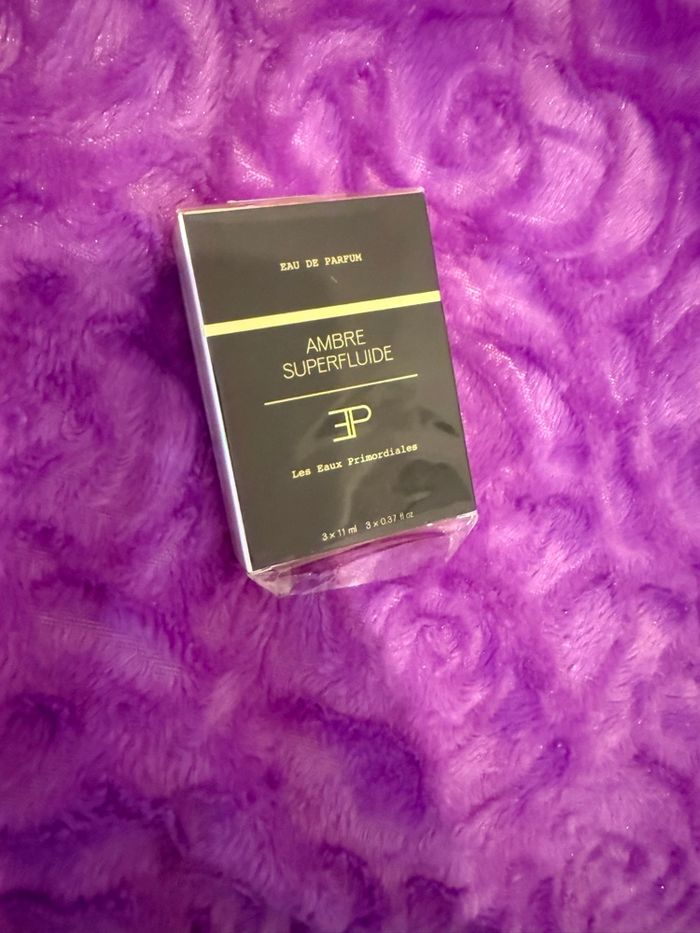 EAU DE PARFUM
AMBRE
SUPERFLUIDE
EP
Les Eaux Primordiales
3 x 11 ml 3 x 0.37 fl oz